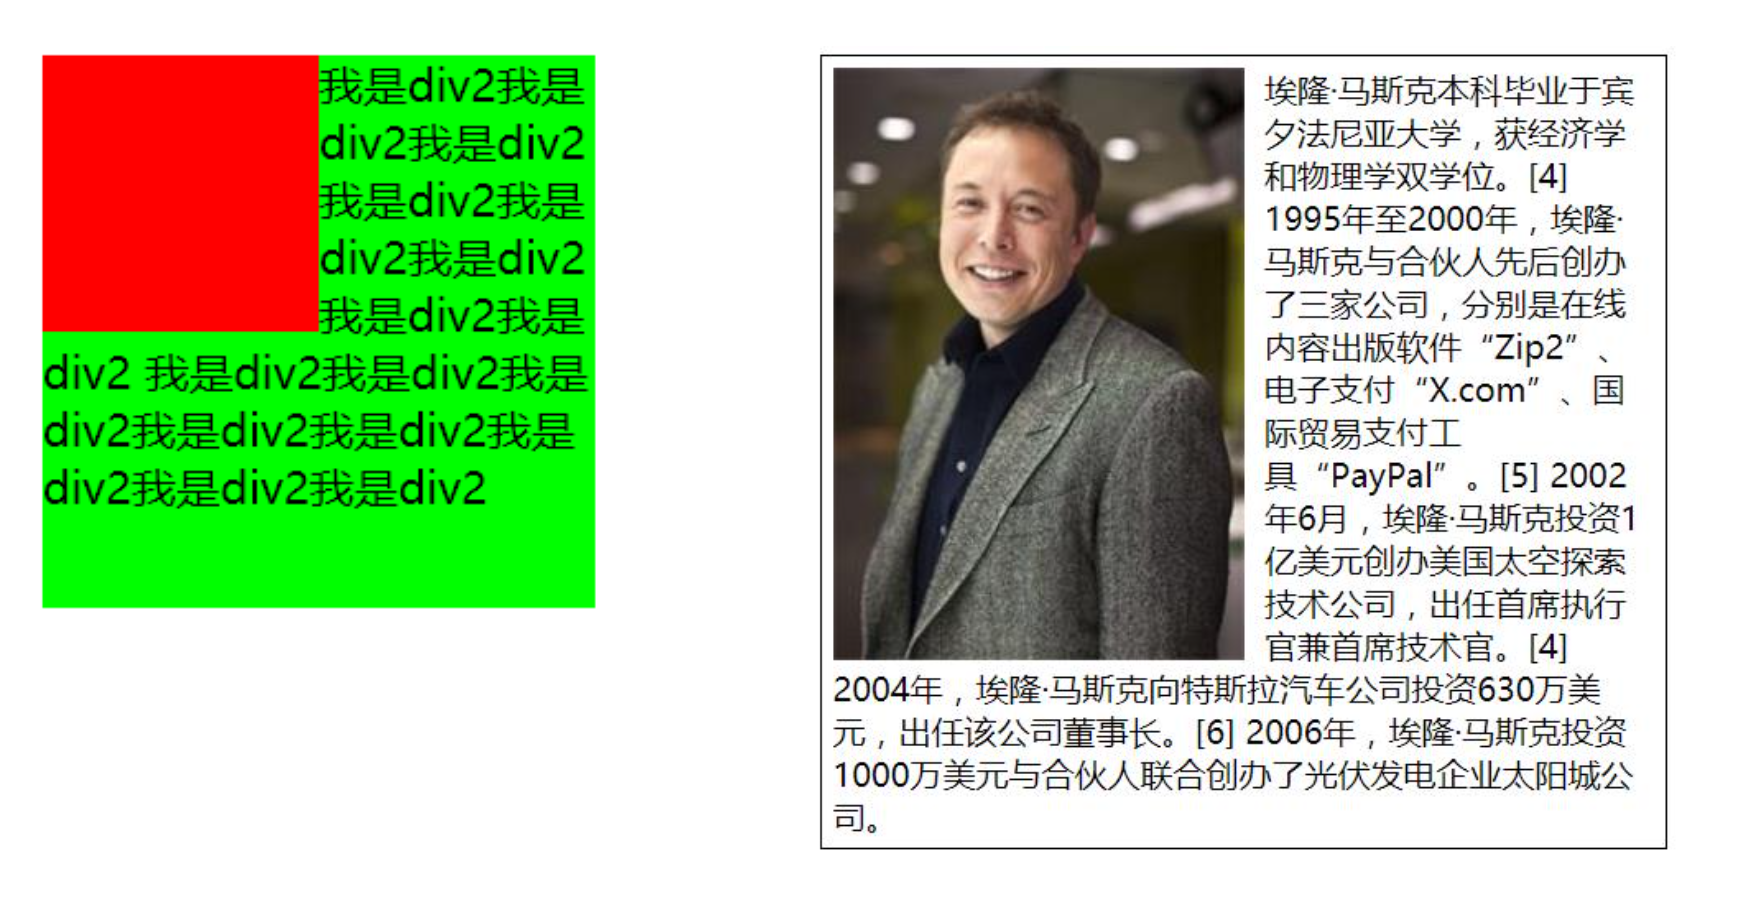 我是div2我是
div2我是div2
我是div2我是
div2我是div2
我是div2我是
div2 我是div2我是div2我是
div2我是div2我是div2我是
div2我是div2我是div2
埃隆·马斯克本科毕业于宾
夕法尼亚大学，获经济学
和物理学双学位。[4]
1995年至2000年，埃隆·
马斯克与合伙人先后创办
了三家公司，分别是在线
内容出版软件“Zip2”、
电子支付“X.com”、国
际贸易支付工
具“PayPal”。[5] 2002
年6月，埃隆·马斯克投资1
亿美元创办美国太空探索
技术公司，出任首席执行
官兼首席技术官。[4]
2004年，埃隆·马斯克向特斯拉汽车公司投资630万美
元，出任该公司董事长。[6] 2006年，埃隆·马斯克投资
1000万美元与合伙人联合创办了光伏发电企业太阳城公
司。